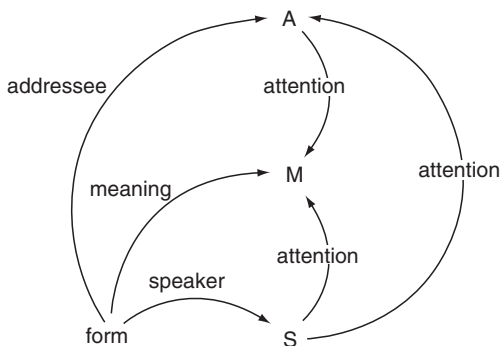 A
addressee
attention
attention
M
meaning
attention
speaker
form
S